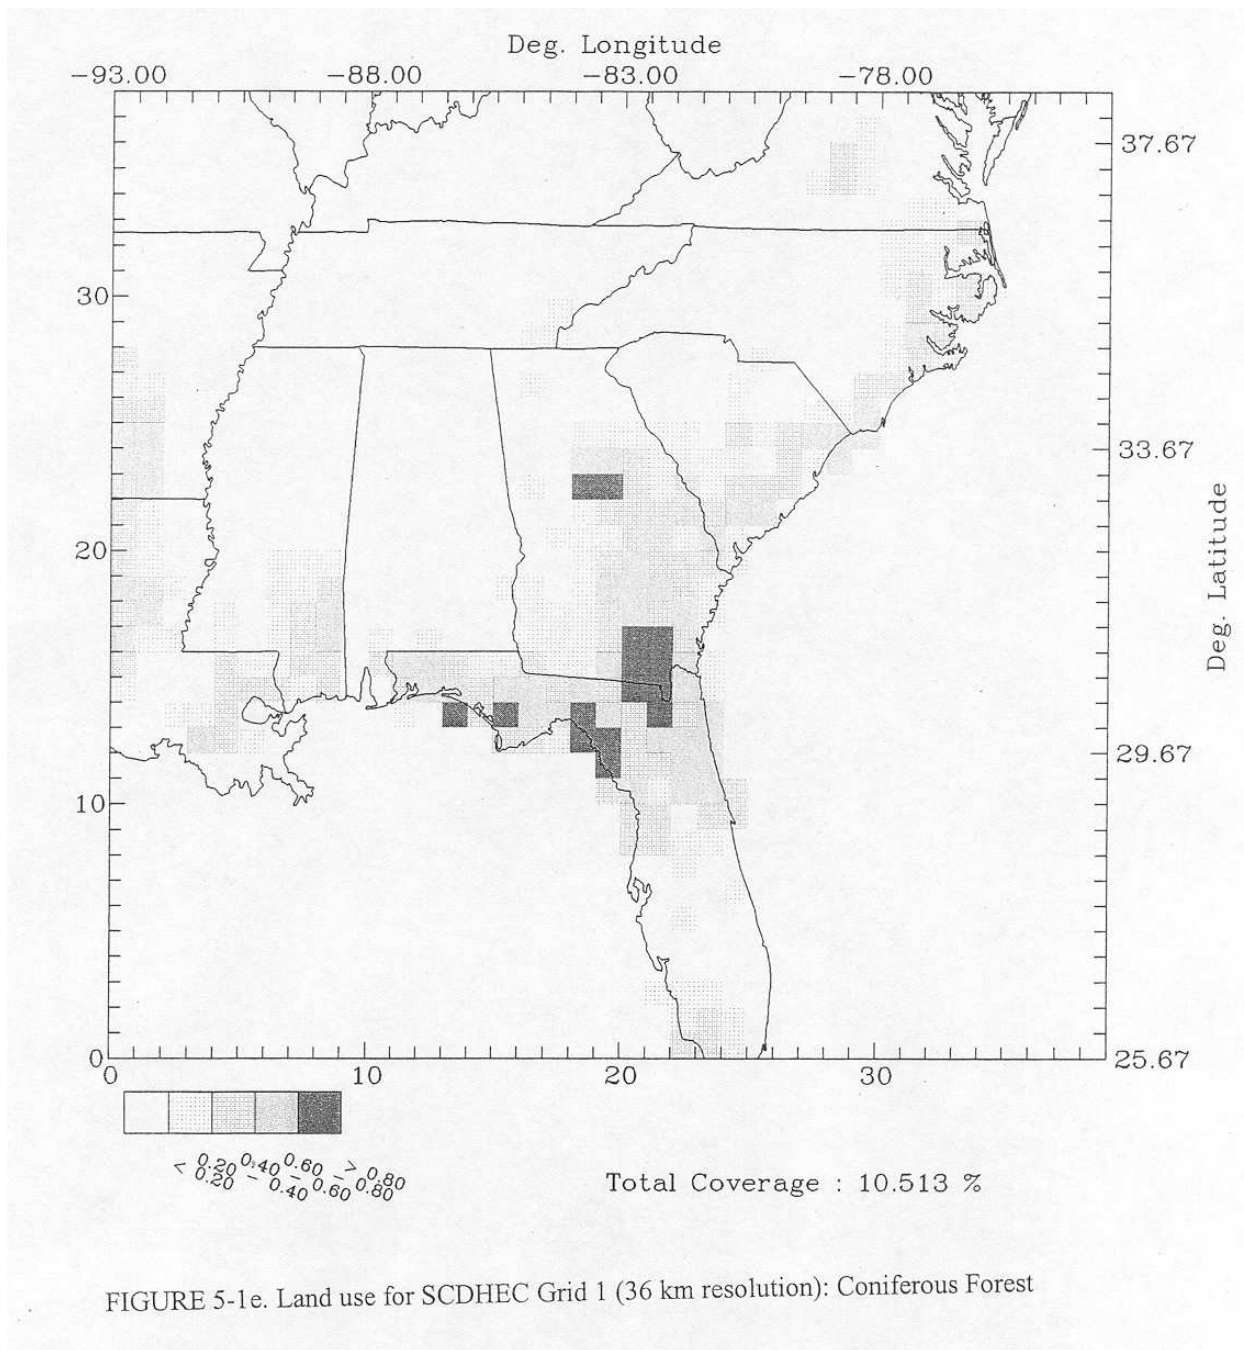 Deg. Longitude
-93.00 -88.00 -83.00 -78.00
37.67
30
33.67
20
Deg. Latitude
29.67
10
0 25.67
0 10 20 30
< 0.20
0.20 - 0.40
0.40 - 0.60
0.60 - 0.80
> 0.80
Total Coverage : 10.513 %
FIGURE 5-1e. Land use for SCDHEC Grid 1 (36 km resolution): Coniferous Forest